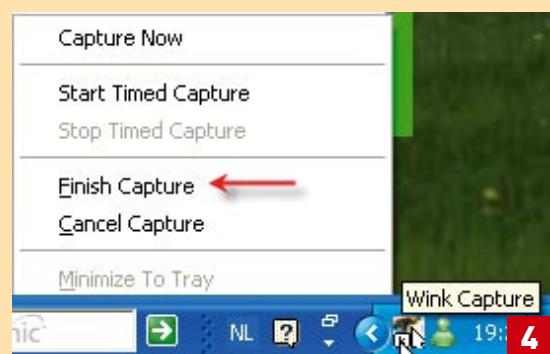 Capture Now
Start Timed Capture
Stop Timed Capture
Finish Capture
Cancel Capture
Minimize To Tray
Wink Capture
NL
4